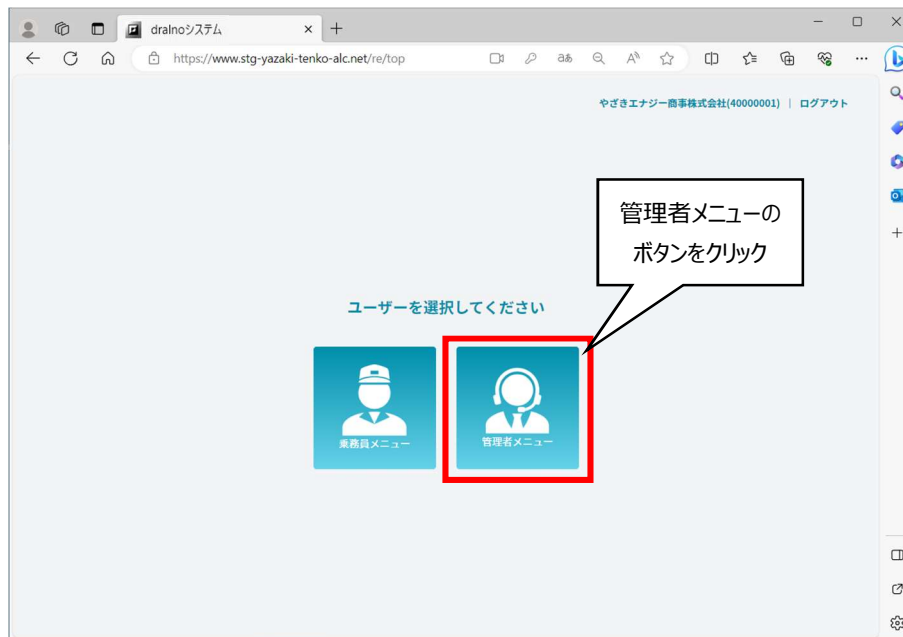 dralnoシステム
https://www.stg-yazaki-tenko-alc.net/re/top
やざきエナジー商事株式会社(40000001) | ログアウト
管理者メニューの
ボタンをクリック
ユーザーを選択してください
乗務員メニュー
管理者メニュー